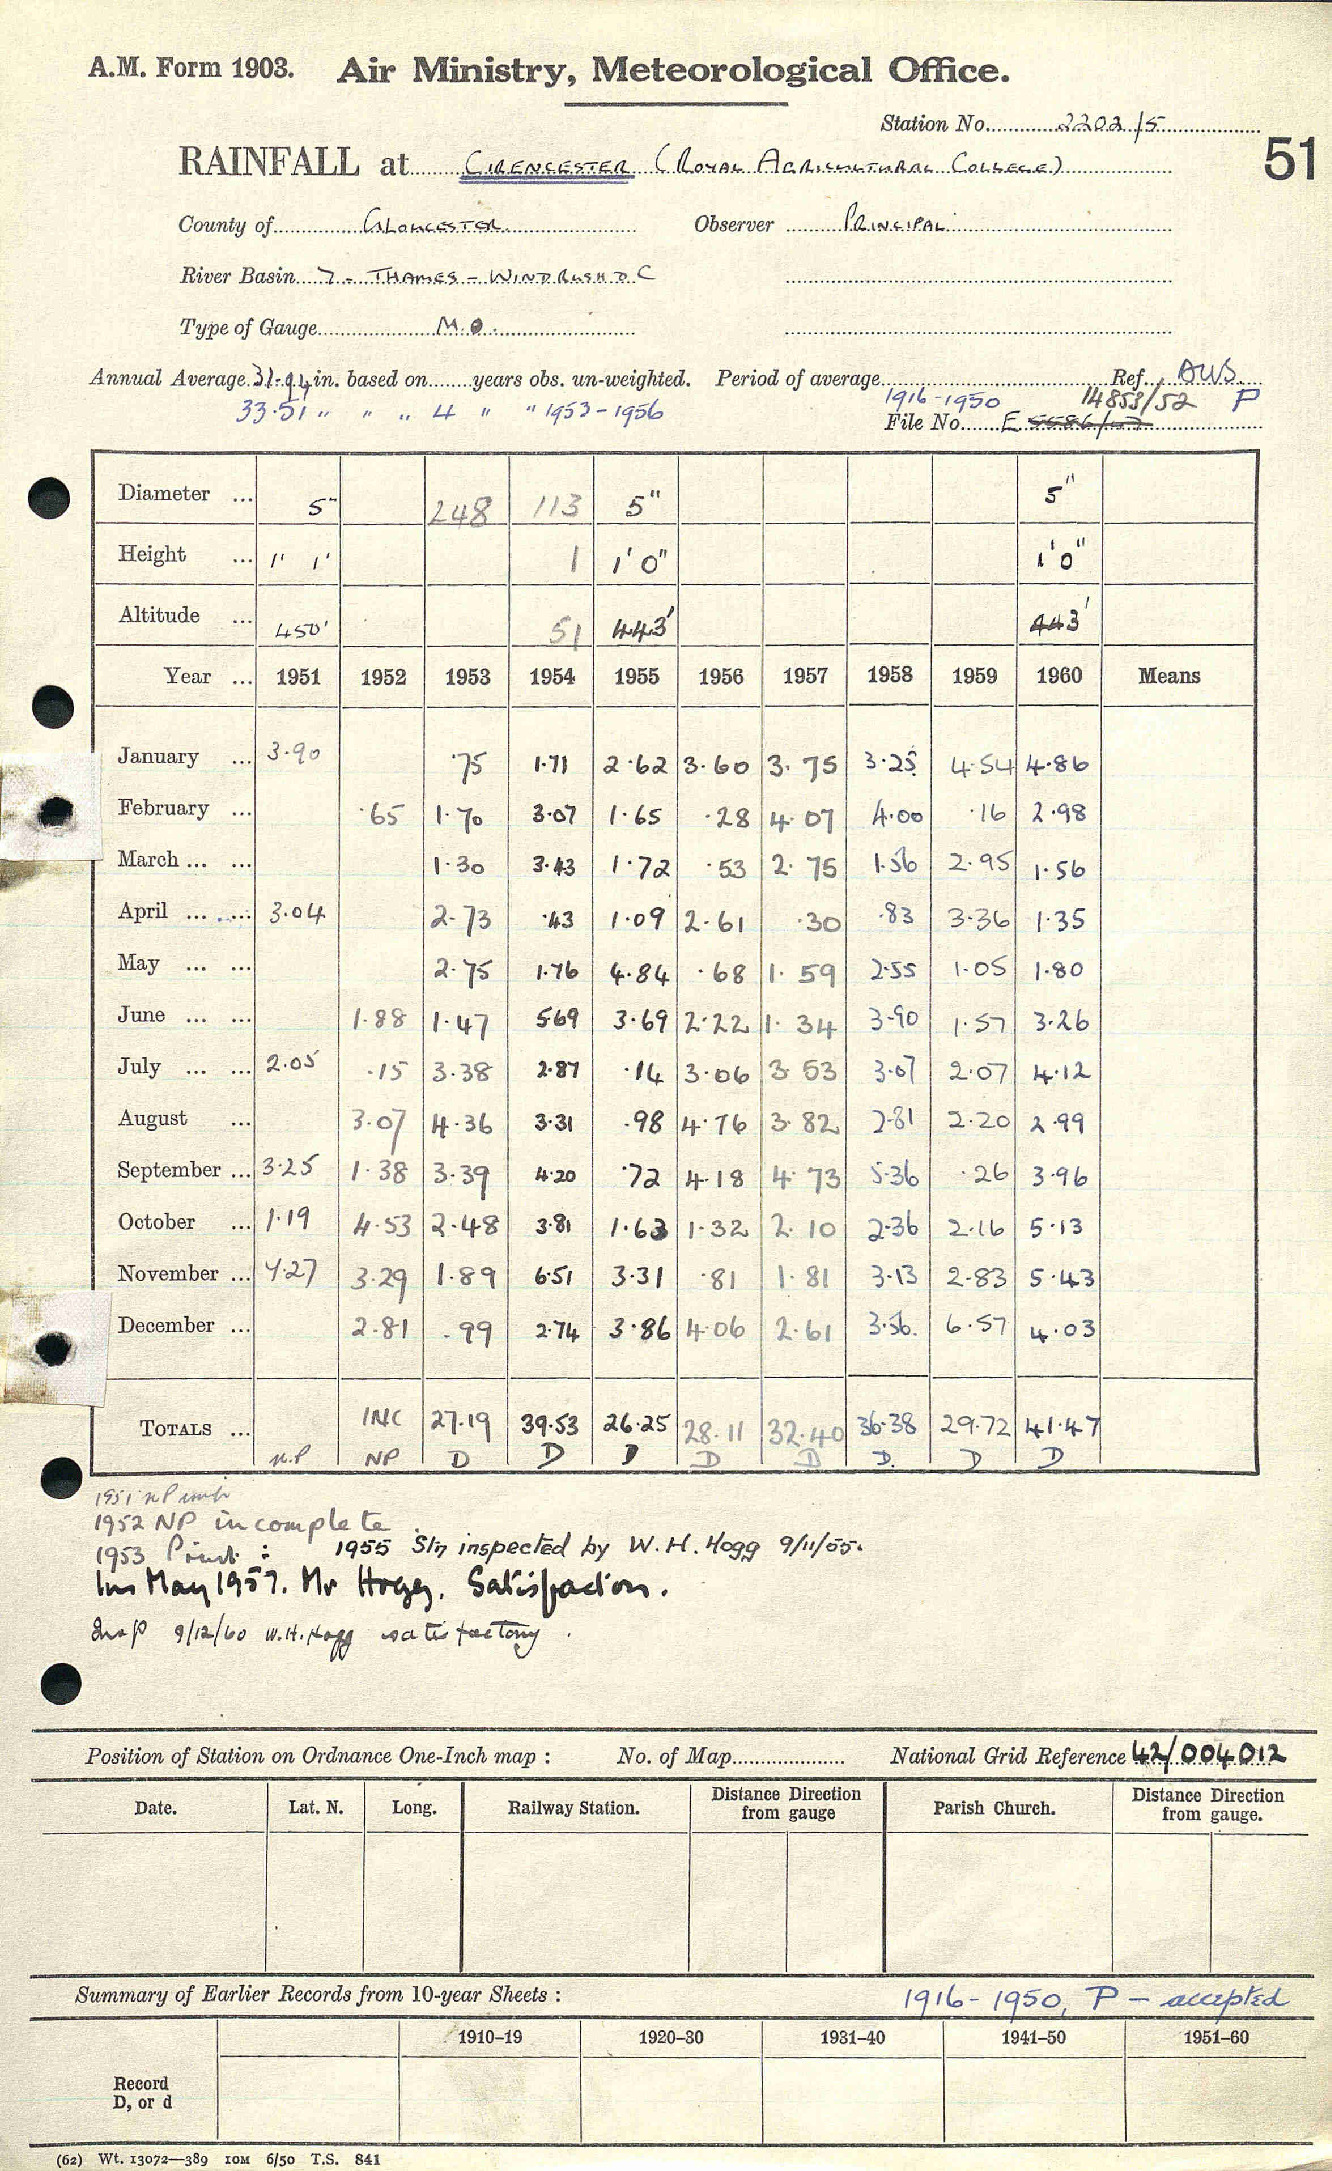 A.M. Form 1903. Air Ministry, Meteorological Office.
Station No. 2202/5
51
RAINFALL at CIRENCESTER (ROYAL AGRICULTURAL COLLEGE)
County of GLOUCESTER Observer PRINCIPAL
River Basin 7 - THAMES - WINDRUSH D C
Type of Gauge M.O.
Annual Average 31.94 in. based on years obs. un-weighted. Period of average 1916-1950 Ref. AWS
33.51 " " " 4 " " 1953-1956 14853/52 P
File No. E
Diameter ... 5" 248 113 5" 5"
Height ... 1' 1' 1 1'0" 1'0"
Altitude ... 450' 51 443' 443'
Year ... 1951 1952 1953 1954 1955 1956 1957 1958 1959 1960 Means
January ... 3.90 .75 1.71 2.62 3.60 3.75 3.25 4.54 4.86
February ... .65 1.70 3.07 1.65 .28 4.07 4.00 .16 2.98
March ... ... 1.30 3.43 1.72 .53 2.75 1.56 2.95 1.56
April ... ... 3.04 2.73 .43 1.09 2.61 .30 .83 3.36 1.35
May ... ... 2.75 1.76 4.84 .68 1.59 2.55 1.05 1.80
June ... ... 1.88 1.47 5.69 3.69 2.22 1.34 3.90 1.57 3.26
July ... ... 2.05 .15 3.38 2.87 .14 3.06 3.53 3.07 2.07 4.12
August ... 3.07 4.36 3.31 .98 4.76 3.82 2.81 2.20 2.99
September ... 3.25 1.38 3.39 4.20 .72 4.18 4.73 5.36 .26 3.96
October ... 1.19 4.53 2.48 3.81 1.63 1.32 2.10 2.36 2.16 5.13
November ... 4.27 3.29 1.89 6.51 3.31 .81 1.81 3.13 2.83 5.43
December ... 2.81 .99 2.74 3.86 4.06 2.61 3.56 6.57 4.03
TOTALS ... INC 27.19 39.53 26.25 28.11 32.40 36.38 29.72 41.47
N.P NP D D D D D D. D D
1951 NP
1952 NP incomplete
1953 Print : 1955 Stn inspected by W.H. Hogg 9/11/55.
Ins May 1957. Mr Hogg. Satisfaction.
Insp 9/12/60 W.H. Hogg satisfactory.
Position of Station on Ordnance One-Inch map : No. of Map National Grid Reference 42/004012
Date. Lat. N. Long. Railway Station. Distance Direction from gauge Parish Church. Distance Direction from gauge.
Summary of Earlier Records from 10-year Sheets : 1916-1950, P - accepted
1910-19 1920-30 1931-40 1941-50 1951-60
Record
D, or d
(62) Wt. 13072—389 10M 6/50 T.S. 841